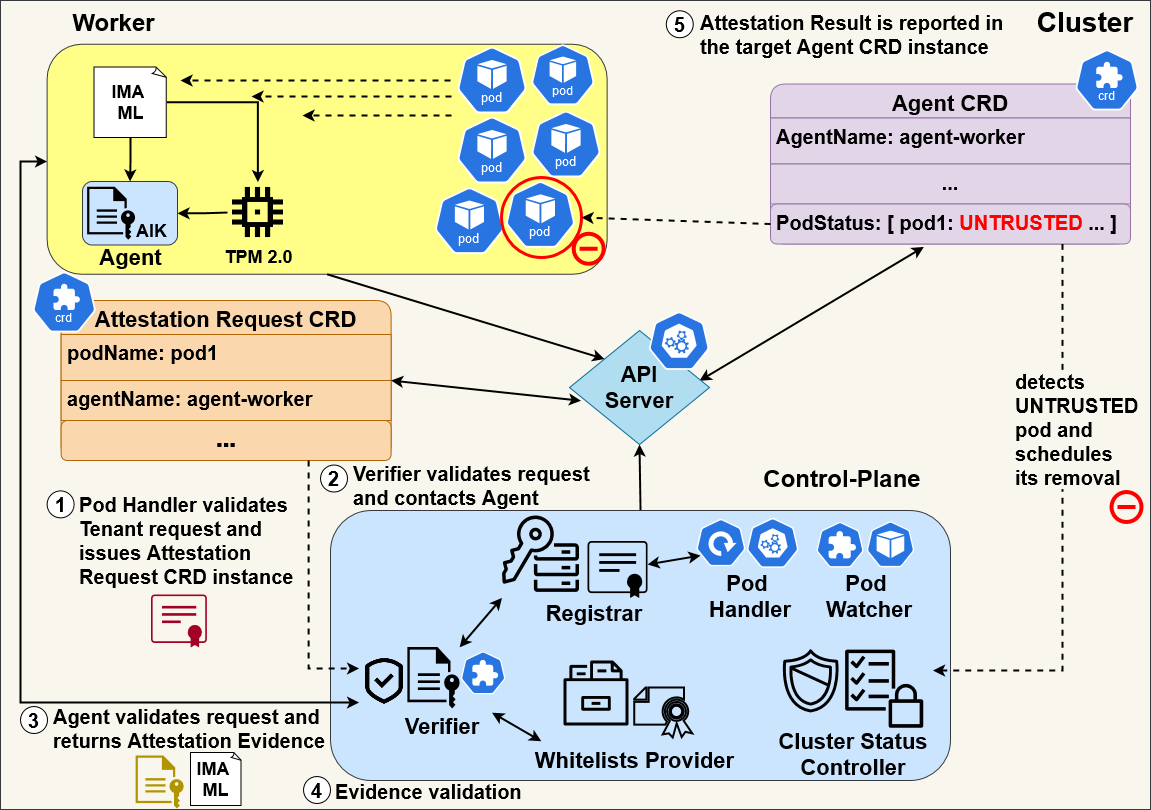 Worker
5 Attestation Result is reported in
the target Agent CRD instance
Cluster
IMA
ML
pod
pod
pod
pod
pod
pod
AIK
Agent
TPM 2.0
crd
Agent CRD
AgentName: agent-worker
...
PodStatus: [ pod1: UNTRUSTED ... ]
crd
Attestation Request CRD
podName: pod1
agentName: agent-worker
...
API
Server
detects
UNTRUSTED
pod and
schedules
its removal
1 Pod Handler validates
Tenant request and
issues Attestation
Request CRD instance
2 Verifier validates request
and contacts Agent
Control-Plane
Registrar
Pod
Handler
Pod
Watcher
Verifier
Whitelists Provider
Cluster Status
Controller
3 Agent validates request and
returns Attestation Evidence
IMA
ML
4 Evidence validation